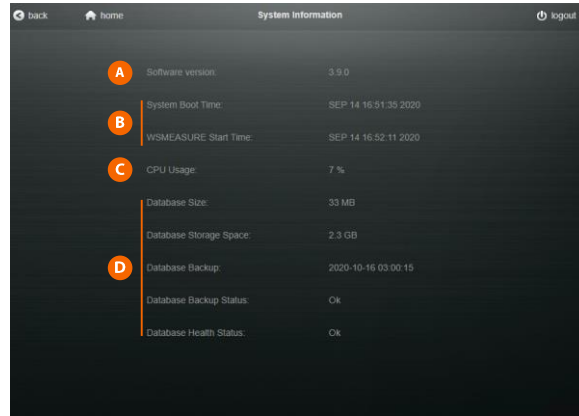 back home System Information logout
A Software version: 3.9.0
System Boot Time: SEP 14 16:51:35 2020
B
WSMEASURE Start Time: SEP 14 16:52:11 2020
C CPU Usage: 7 %
Database Size: 33 MB
Database Storage Space: 2.3 GB
D Database Backup: 2020-10-16 03:00:15
Database Backup Status: Ok
Database Health Status: Ok